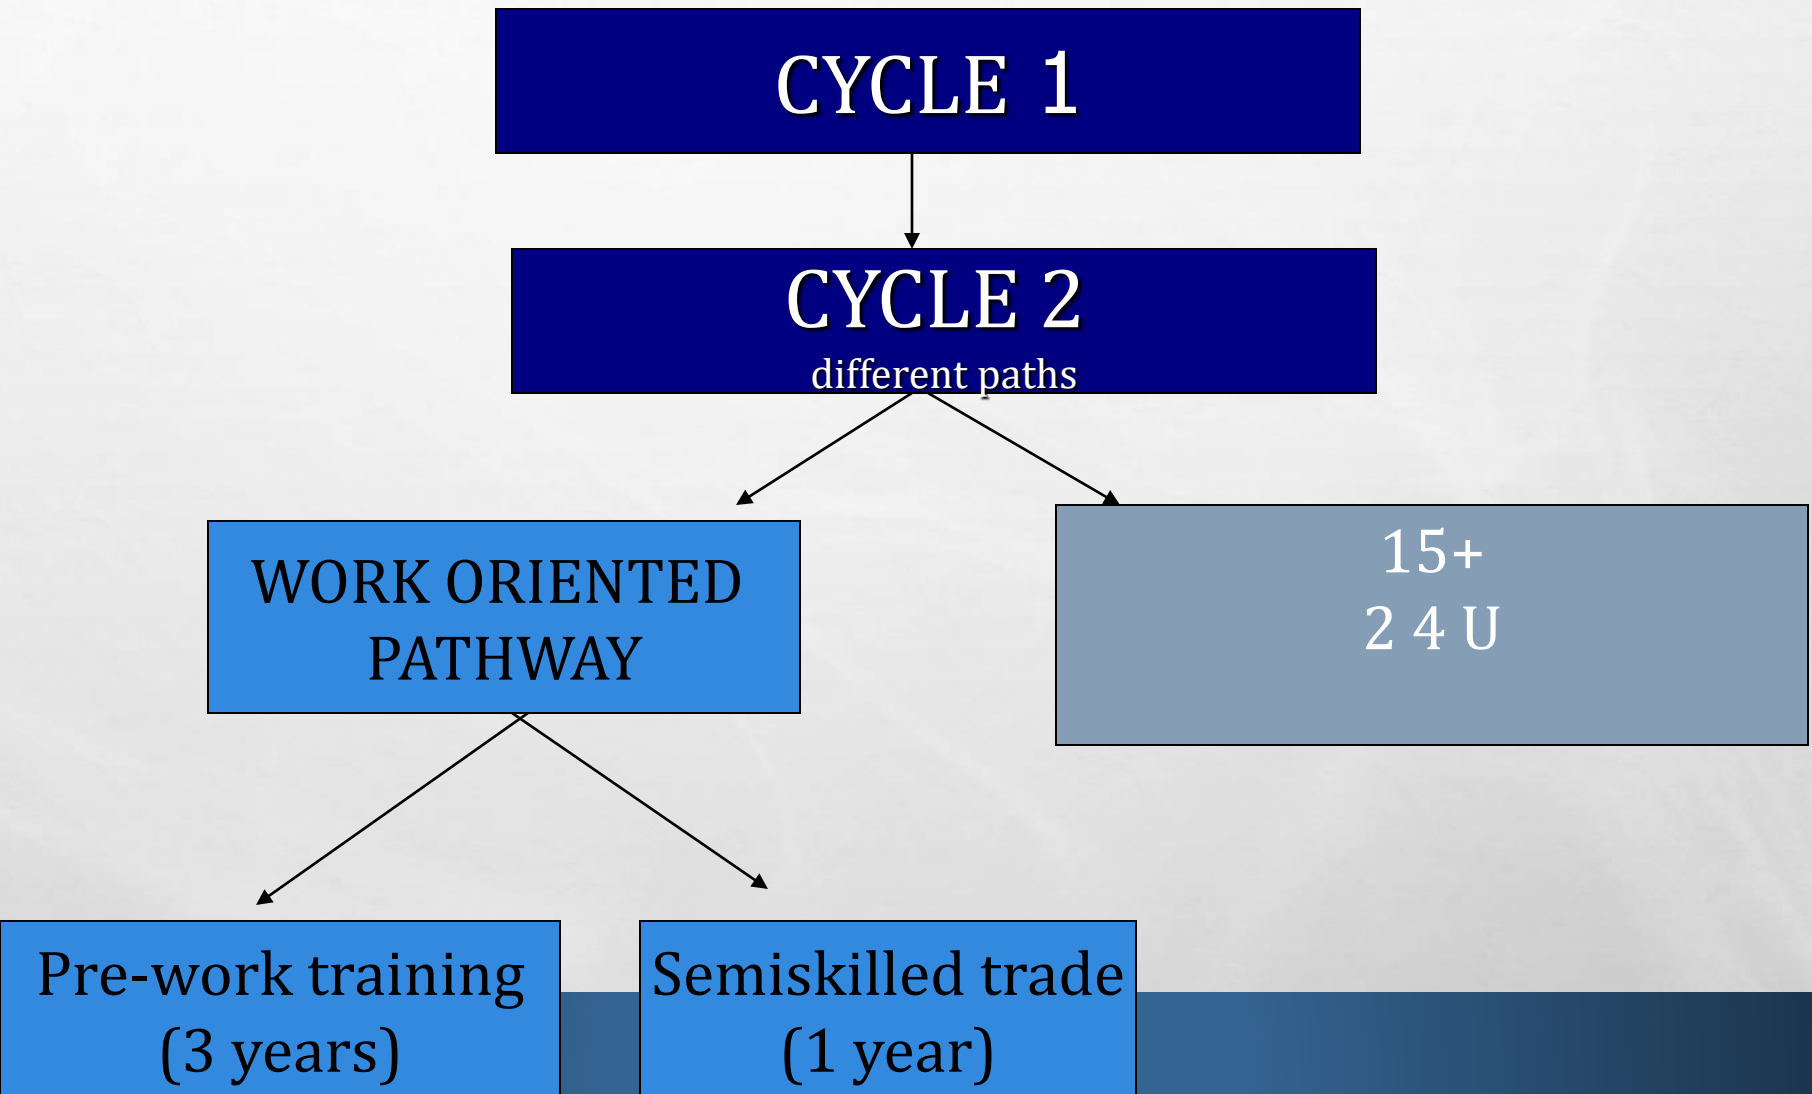 CYCLE 1
CYCLE 2
different paths
WORK ORIENTED
PATHWAY
15+
2 4 U
Pre-work training
(3 years)
Semiskilled trade
(1 year)